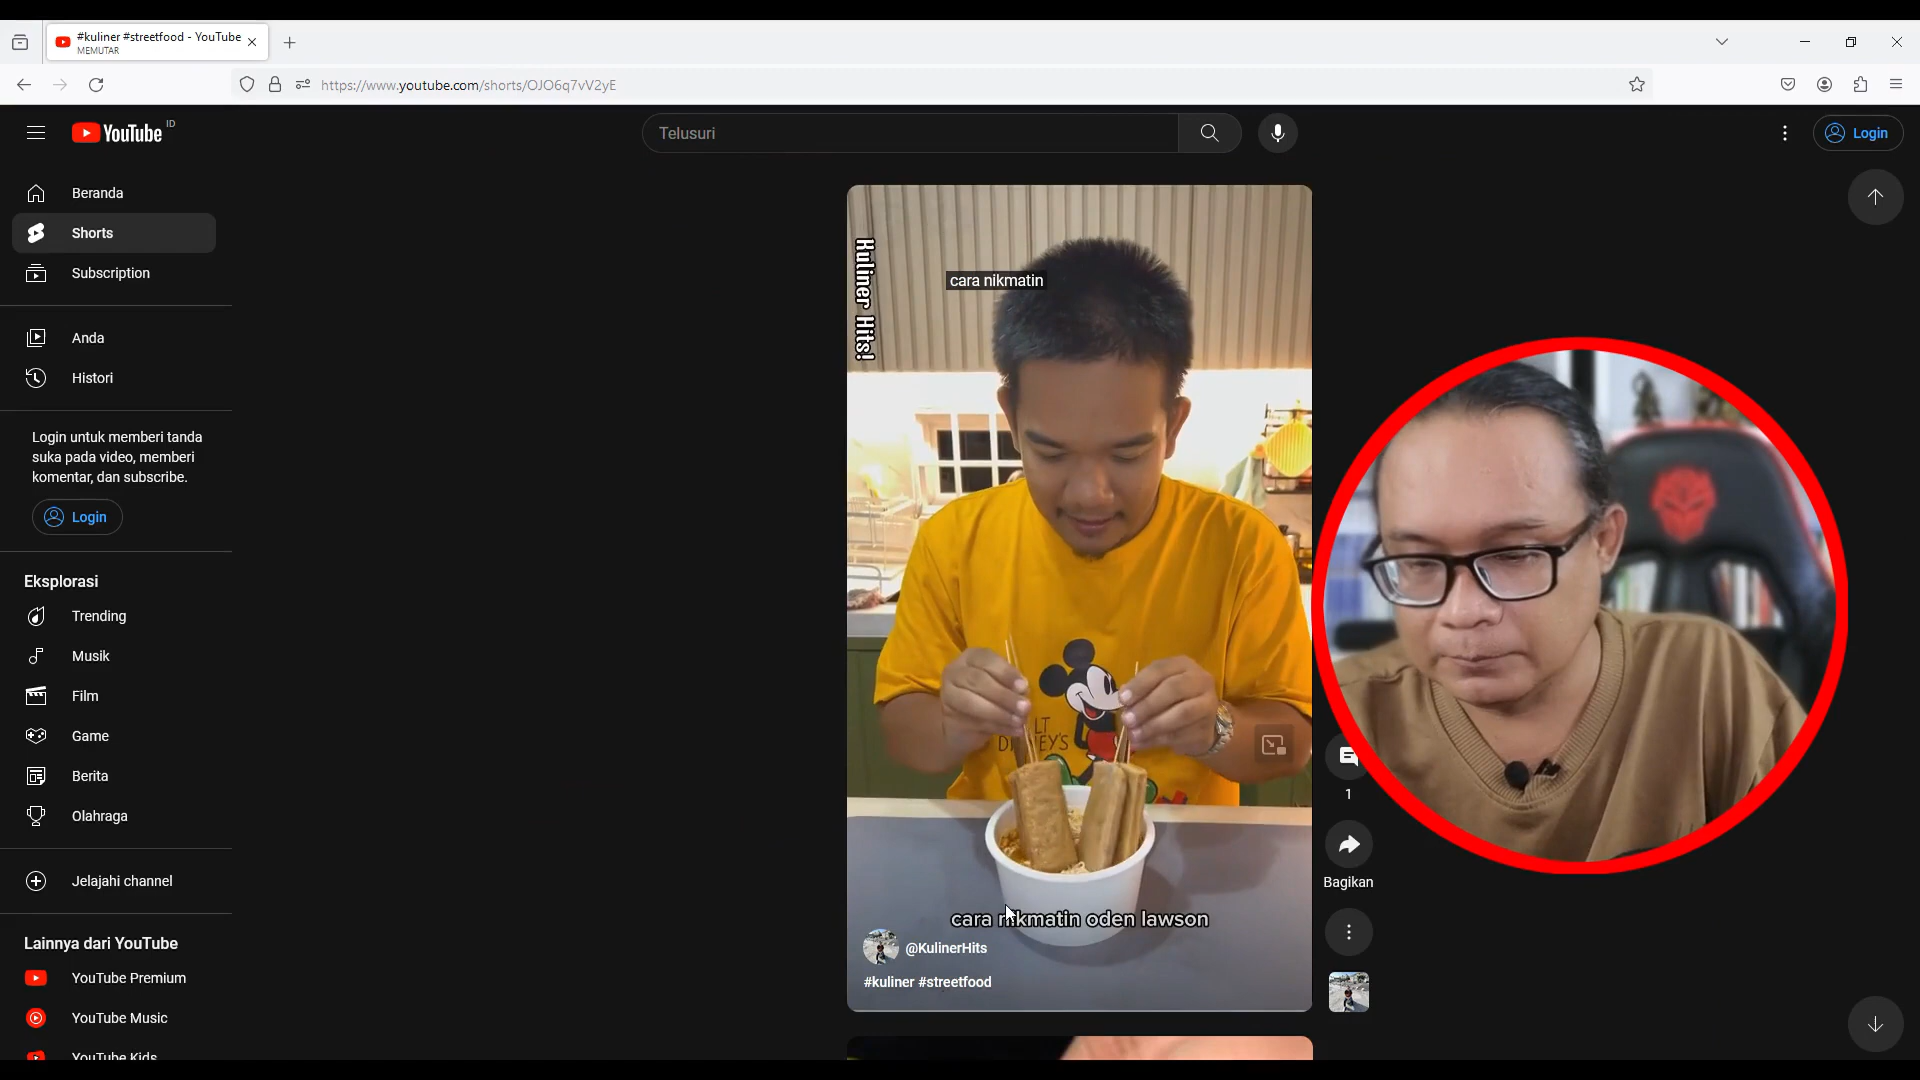 #kuliner #streetfood - YouTube
MEMUTAR
https://www.youtube.com/shorts/OJO6q7vV2yE
YouTube ID
Telusuri
Login
Beranda
Shorts
Subscription
Anda
Histori
Login untuk memberi tanda
suka pada video, memberi
komentar, dan subscribe.
Login
Eksplorasi
Trending
Musik
Film
Game
Berita
Olahraga
Jelajahi channel
Lainnya dari YouTube
YouTube Premium
YouTube Music
YouTube Kids
Kuliner Hits!
cara nikmatin
cara nikmatin oden lawson
@KulinerHits
#kuliner #streetfood
1
Bagikan